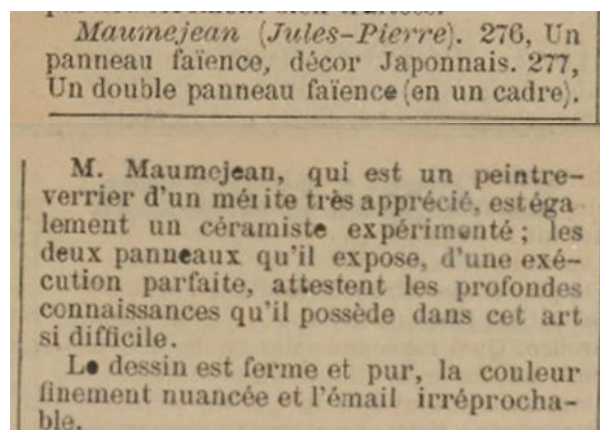 Maumejean (Jules-Pierre). 276, Un
panneau faïence, décor Japonnais. 277,
Un double panneau faïence (en un cadre).
M. Maumejean, qui est un peintre-
verrier d'un mérite très apprécié, estéga
lement un céramiste expérimenté ; les
deux panneaux qu'il expose, d'une exé-
cution parfaite, attestent les profondes
connaissances qu'il possède dans cet art
si difficile.
Le dessin est ferme et pur, la couleur
finement nuancée et l'émail irréprocha-
ble.